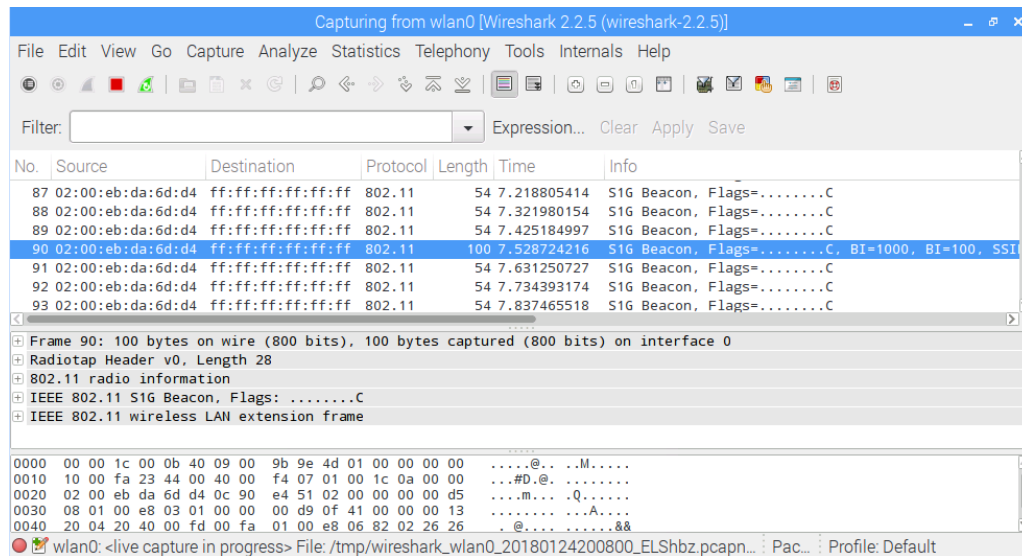 Capturing from wlan0 [Wireshark 2.2.5 (wireshark-2.2.5)]
File Edit View Go Capture Analyze Statistics Telephony Tools Internals Help
Filter: Expression... Clear Apply Save
No. Source Destination Protocol Length Time Info
87 02:00:eb:da:6d:d4 ff:ff:ff:ff:ff:ff 802.11 54 7.218805414 S1G Beacon, Flags=........C
88 02:00:eb:da:6d:d4 ff:ff:ff:ff:ff:ff 802.11 54 7.321980154 S1G Beacon, Flags=........C
89 02:00:eb:da:6d:d4 ff:ff:ff:ff:ff:ff 802.11 54 7.425184997 S1G Beacon, Flags=........C
90 02:00:eb:da:6d:d4 ff:ff:ff:ff:ff:ff 802.11 100 7.528724216 S1G Beacon, Flags=........C, BI=1000, BI=100, SSI
91 02:00:eb:da:6d:d4 ff:ff:ff:ff:ff:ff 802.11 54 7.631250727 S1G Beacon, Flags=........C
92 02:00:eb:da:6d:d4 ff:ff:ff:ff:ff:ff 802.11 54 7.734393174 S1G Beacon, Flags=........C
93 02:00:eb:da:6d:d4 ff:ff:ff:ff:ff:ff 802.11 54 7.837465518 S1G Beacon, Flags=........C
Frame 90: 100 bytes on wire (800 bits), 100 bytes captured (800 bits) on interface 0
Radiotap Header v0, Length 28
802.11 radio information
IEEE 802.11 S1G Beacon, Flags: ........C
IEEE 802.11 wireless LAN extension frame
0000 00 00 1c 00 0b 40 09 00 9b 9e 4d 01 00 00 00 00 .....@.. ..M.....
0010 10 00 fa 23 44 00 40 00 f4 07 01 00 1c 0a 00 00 ...#D.@. ........
0020 02 00 eb da 6d d4 0c 90 e4 51 02 00 00 00 00 d5 ....m... .Q......
0030 08 01 00 e8 03 01 00 00 00 d9 0f 41 00 00 00 13 ........ ...A....
0040 20 04 20 40 00 fd 00 fa 01 00 e8 06 82 02 26 26 . @.... ......&&
wlan0: <live capture in progress> File: /tmp/wireshark_wlan0_20180124200800_ELShbz.pcapn... Pac... Profile: Default